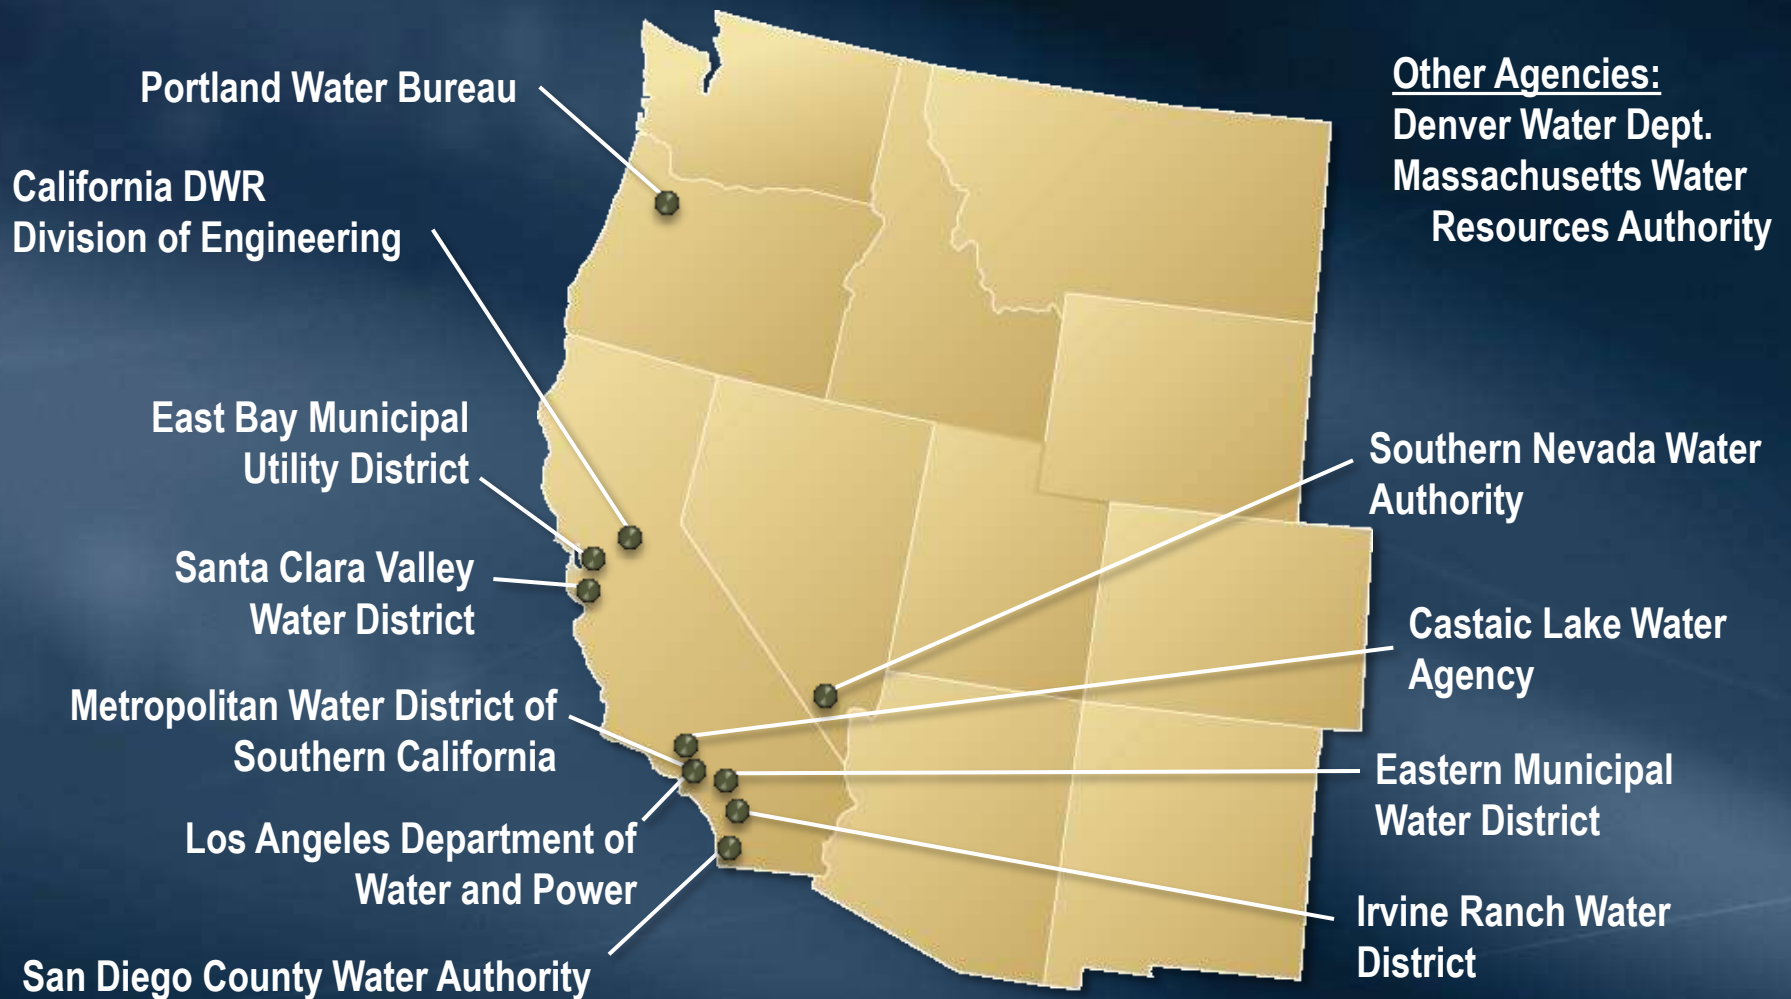 Portland Water Bureau
California DWR
Division of Engineering
East Bay Municipal
Utility District
Santa Clara Valley
Water District
Metropolitan Water District of
Southern California
Los Angeles Department of
Water and Power
San Diego County Water Authority
Other Agencies:
Denver Water Dept.
Massachusetts Water
Resources Authority
Southern Nevada Water
Authority
Castaic Lake Water
Agency
Eastern Municipal
Water District
Irvine Ranch Water
District